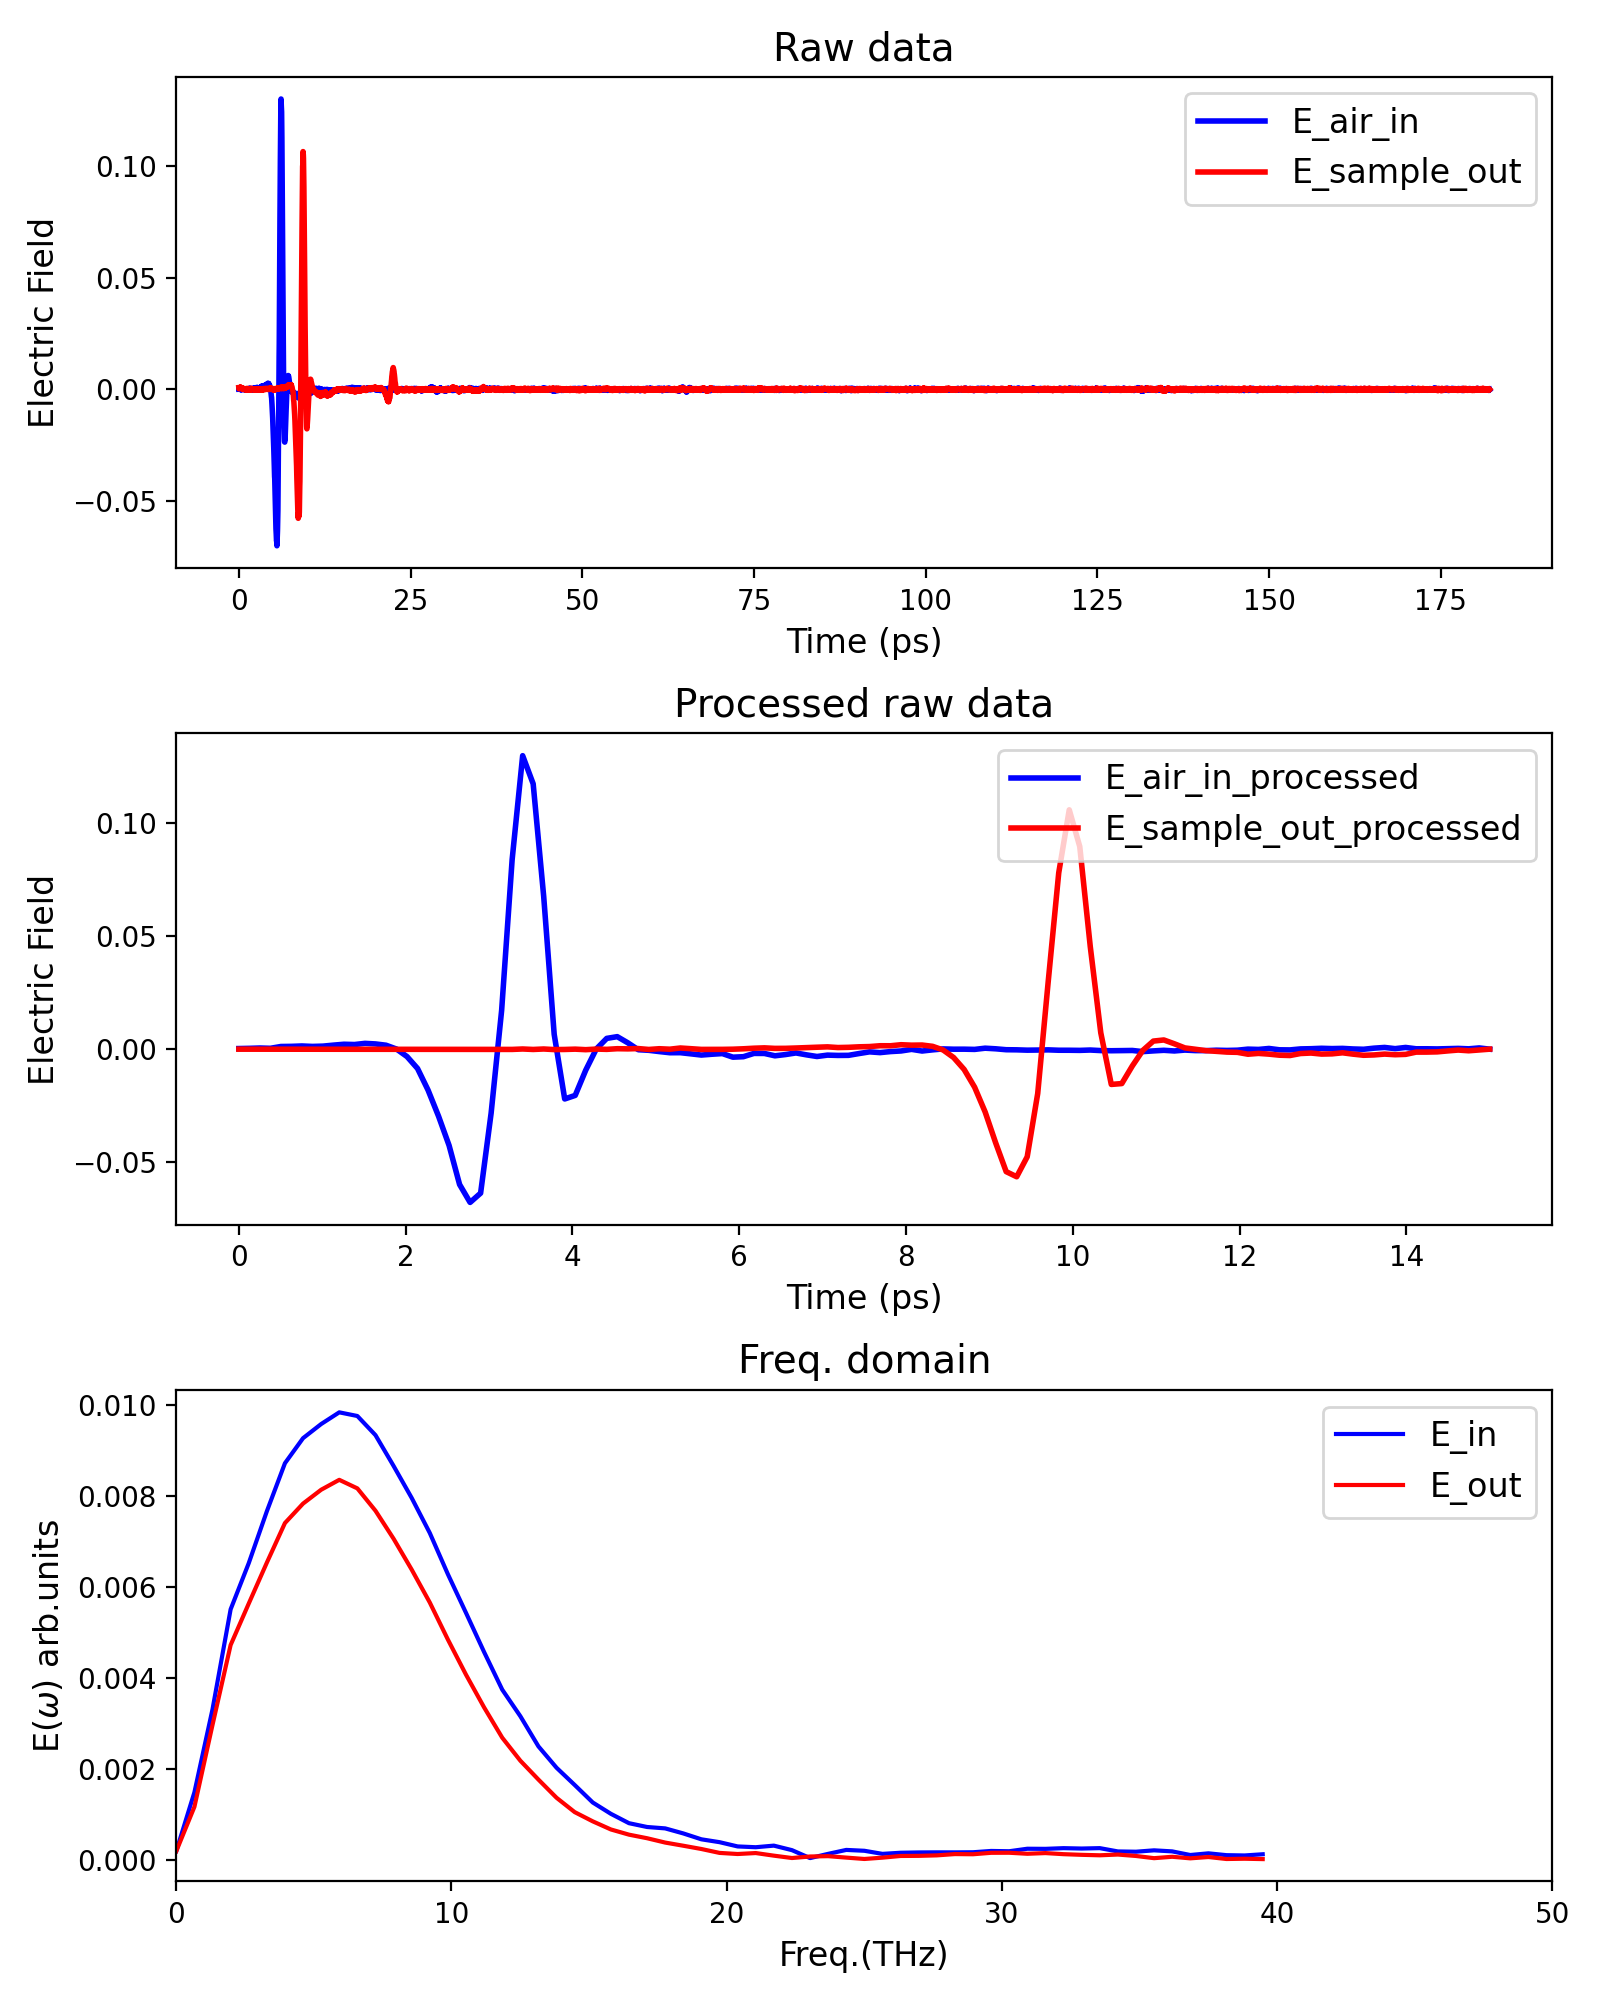 Raw data
E_air_in
E_sample_out
Electric Field
0.10
0.05
0.00
−0.05
0
25
50
75
100
125
150
175
Time (ps)
Processed raw data
E_air_in_processed
E_sample_out_processed
Electric Field
0.10
0.05
0.00
−0.05
0
2
4
6
8
10
12
14
Time (ps)
Freq. domain
E_in
E_out
E(ω) arb.units
0.010
0.008
0.006
0.004
0.002
0.000
0
10
20
30
40
50
Freq.(THz)